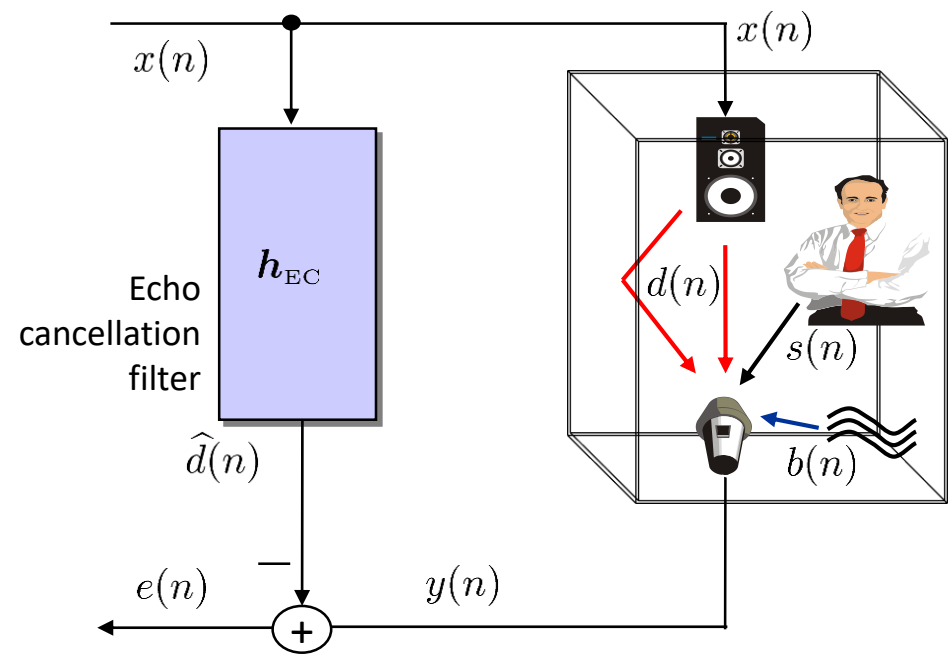 x(n)
x(n)
h_EC
Echo
cancellation
filter
d(n)
s(n)
b(n)
d̂(n)
−
e(n)
y(n)
+